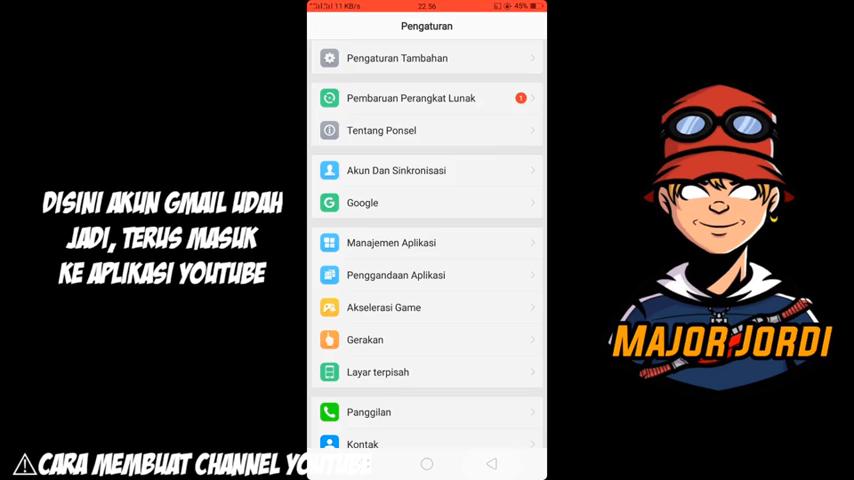 11 KB/s
22.56
45%
Pengaturan
Pengaturan Tambahan
Pembaruan Perangkat Lunak
1
Tentang Ponsel
Akun Dan Sinkronisasi
Google
Manajemen Aplikasi
Penggandaan Aplikasi
Akselerasi Game
Gerakan
Layar terpisah
Panggilan
Kontak
DISINI AKUN GMAIL UDAH
JADI, TERUS MASUK
KE APLIKASI YOUTUBE
MAJOR JORDI
⚠CARA MEMBUAT CHANNEL YOUTUBE